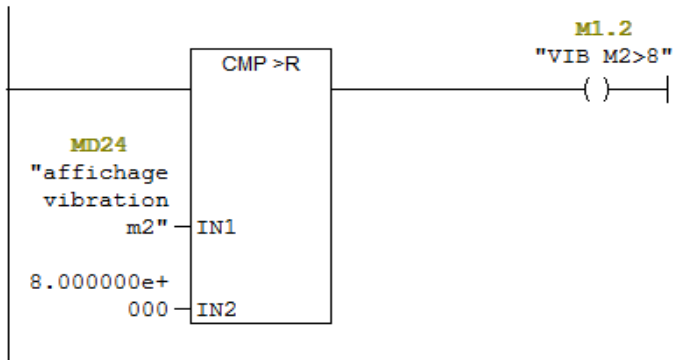 M1.2
"VIB M2>8"
CMP >R
MD24
"affichage
vibration
m2"
IN1
8.000000e+
000
IN2